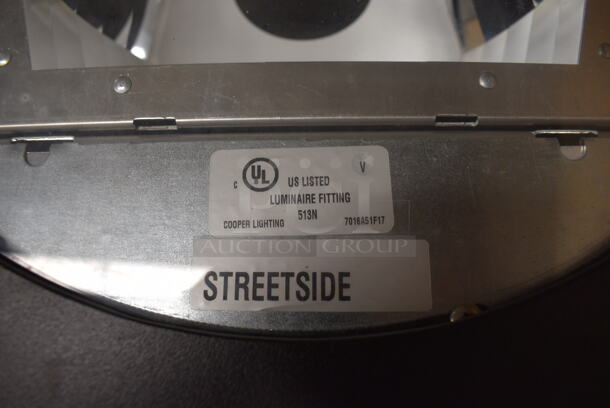 V
C UL US LISTED
LUMINAIRE FITTING
513N
COOPER LIGHTING 7016A51F17
AUCTION GROUP
STREETSIDE